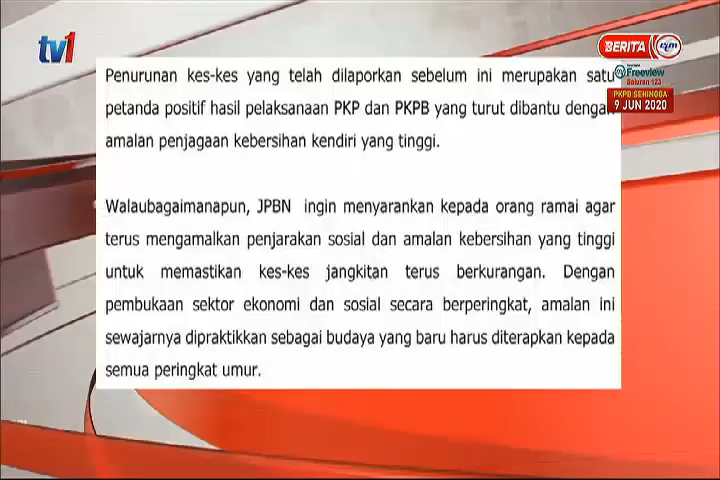 tv1
BERITA rtm
Freeview
Saluran 123
PKPB SEHINGGA
9 JUN 2020
Penurunan kes-kes yang telah dilaporkan sebelum ini merupakan satu
petanda positif hasil pelaksanaan PKP dan PKPB yang turut dibantu dengan
amalan penjagaan kebersihan kendiri yang tinggi.
Walaubagaimanapun, JPBN ingin menyarankan kepada orang ramai agar
terus mengamalkan penjarakan sosial dan amalan kebersihan yang tinggi
untuk memastikan kes-kes jangkitan terus berkurangan. Dengan
pembukaan sektor ekonomi dan sosial secara berperingkat, amalan ini
sewajarnya dipraktikkan sebagai budaya yang baru harus diterapkan kepada
semua peringkat umur.